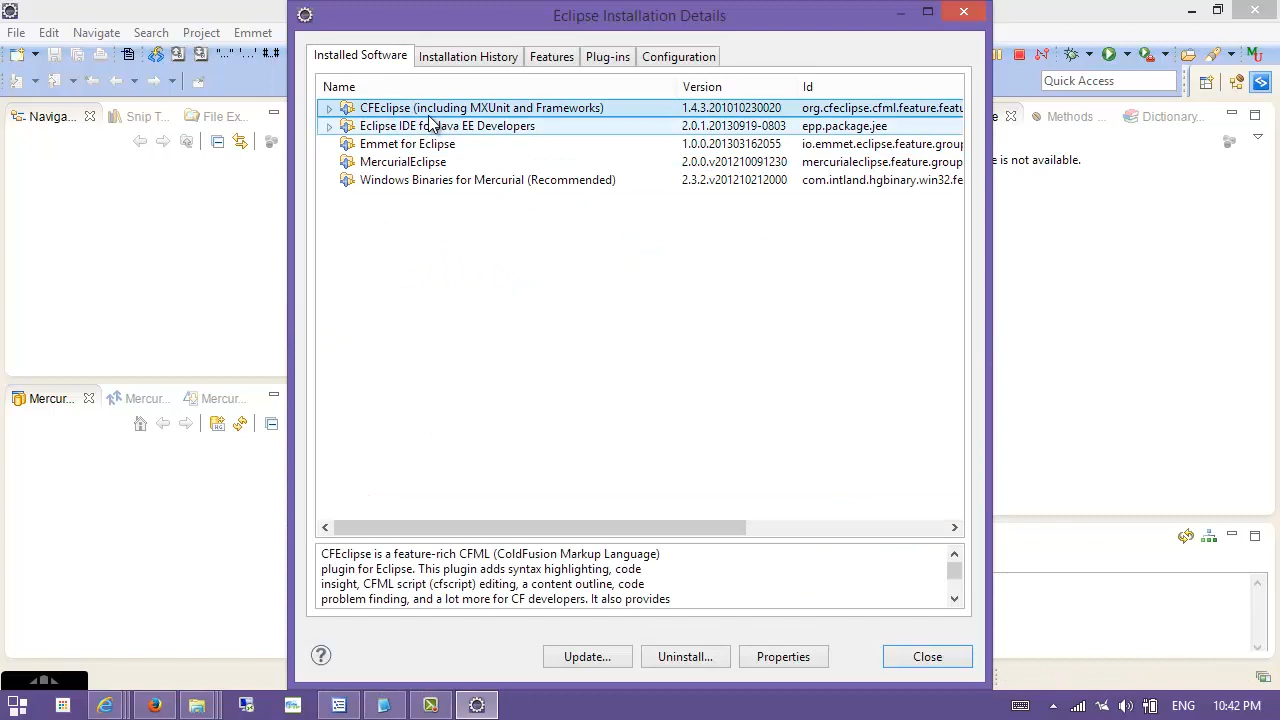 Eclipse Installation Details
File Edit Navigate Search Project Emmet
Quick Access
Naviga... Snip T... File Ex...
Methods ... Dictionary...
e is not available.
Mercur... Mercur... Mercur...
Installed Software Installation History Features Plug-ins Configuration
Name Version Id
CFEclipse (including MXUnit and Frameworks) 1.4.3.201010230020 org.cfeclipse.cfml.feature.featu
Eclipse IDE for Java EE Developers 2.0.1.20130919-0803 epp.package.jee
Emmet for Eclipse 1.0.0.201303162055 io.emmet.eclipse.feature.group
MercurialEclipse 2.0.0.v201210091230 mercurialeclipse.feature.group
Windows Binaries for Mercurial (Recommended) 2.3.2.v201210212000 com.intland.hgbinary.win32.fe
CFEclipse is a feature-rich CFML (ColdFusion Markup Language)
plugin for Eclipse. This plugin adds syntax highlighting, code
insight, CFML script (cfscript) editing, a content outline, code
problem finding, and a lot more for CF developers. It also provides
Update... Uninstall... Properties Close
ENG 10:42 PM